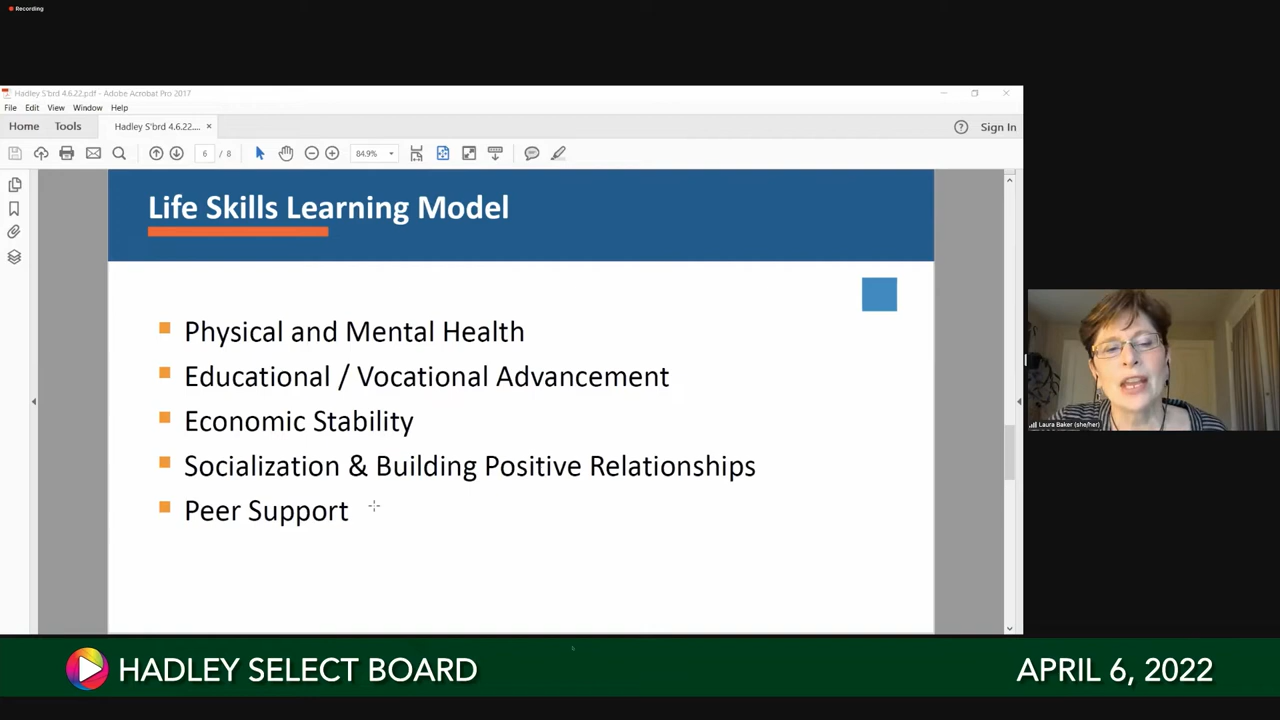 Recording
Hadley S'brd 4.6.22.pdf - Adobe Acrobat Pro 2017
File Edit View Window Help
Home Tools Hadley S'brd 4.6.22.... × Sign In
6 / 8 84.9%
Life Skills Learning Model
Physical and Mental Health
Educational / Vocational Advancement
Economic Stability
Socialization & Building Positive Relationships
Peer Support
Laura Baker (she/her)
HADLEY SELECT BOARD APRIL 6, 2022